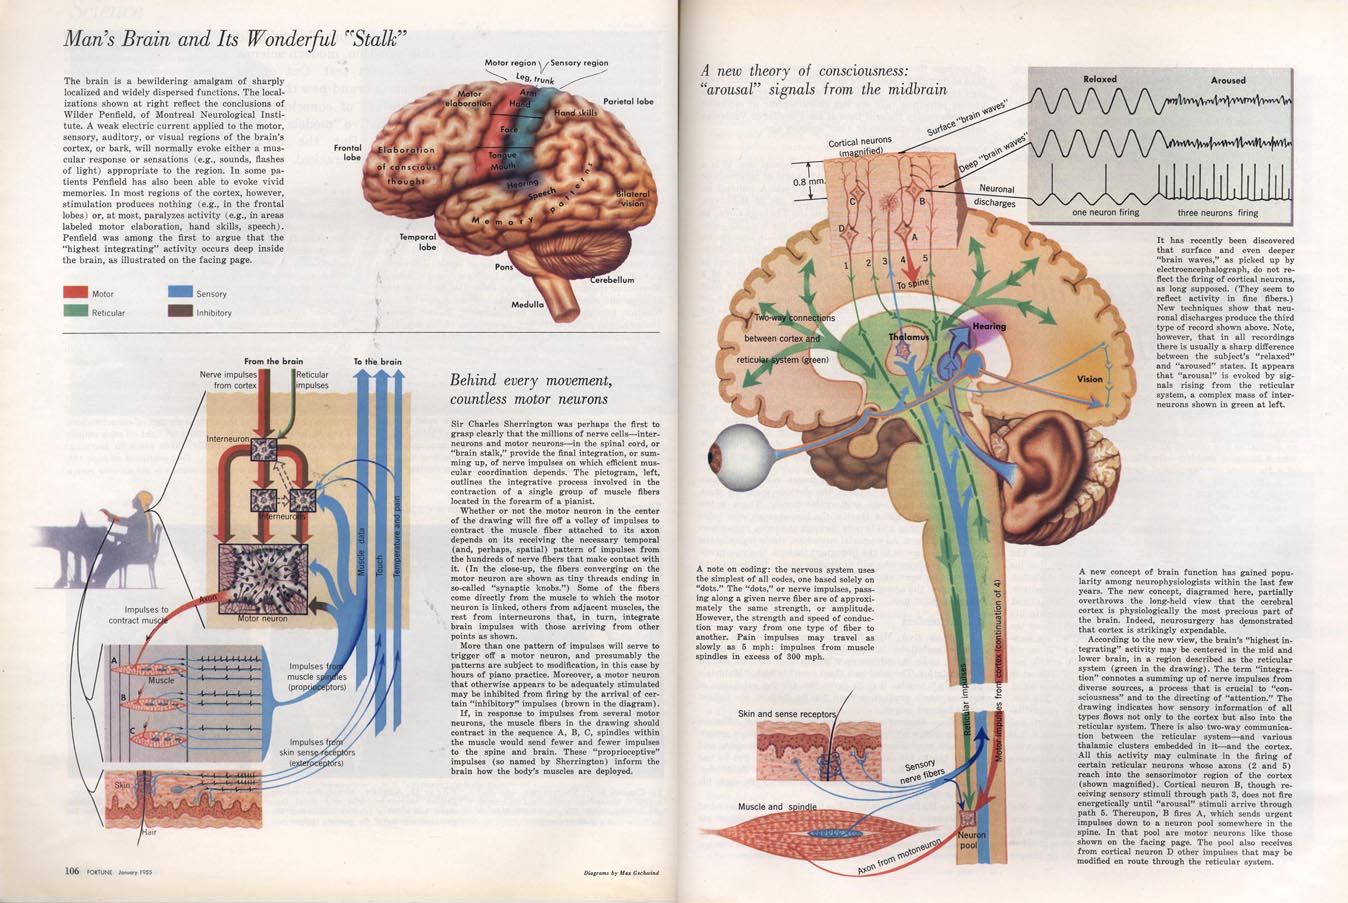 Man's Brain and Its Wonderful "Stalk"
The brain is a bewildering amalgam of sharply
localized and widely dispersed functions. The local-
izations shown at right reflect the conclusions of
Wilder Penfield, of Montreal Neurological Insti-
tute. A weak electric current applied to the motor,
sensory, auditory, or visual regions of the brain's
cortex, or bark, will normally evoke either a mus-
cular response or sensations (e.g., sounds, flashes
of light) appropriate to the region. In some pa-
tients Penfield has also been able to evoke vivid
memories. In most regions of the cortex, however,
stimulation produces nothing (e.g., in the frontal
lobes) or, at most, paralyzes activity (e.g., in areas
labeled motor elaboration, hand skills, speech).
Penfield was among the first to argue that the
"highest integrating" activity occurs deep inside
the brain, as illustrated on the facing page.
Motor
Sensory
Reticular
Inhibitory
Motor region
Sensory region
Leg, trunk
Arm
Hand
Motor
elaboration
Parietal lobe
Hand skills
Face
Frontal
lobe
Elaboration
of conscious
thought
Tongue
Mouth
Hearing
Speech
Bilateral
vision
Memory patterns
Temporal
lobe
Pons
Cerebellum
Medulla
From the brain
To the brain
Nerve impulses
from cortex
Reticular
impulses
Interneuron
Interneurons
Muscle data
Touch
Temperature and pain
Axon
Motor neuron
Impulses to
contract muscle
A
Muscle
B
C
Impulses from
muscle spindles
(proprioceptors)
Impulses from
skin sense receptors
(exteroceptors)
Skin
Hair
Behind every movement,
countless motor neurons
Sir Charles Sherrington was perhaps the first to
grasp clearly that the millions of nerve cells—inter-
neurons and motor neurons—in the spinal cord, or
"brain stalk," provide the final integration, or sum-
ming up, of nerve impulses on which efficient mus-
cular coordination depends. The pictogram, left,
outlines the integrative process involved in the
contraction of a single group of muscle fibers
located in the forearm of a pianist.
Whether or not the motor neuron in the center
of the drawing will fire off a volley of impulses to
contract the muscle fiber attached to its axon
depends on its receiving the necessary temporal
(and, perhaps, spatial) pattern of impulses from
the hundreds of nerve fibers that make contact with
it. (In the close-up, the fibers converging on the
motor neuron are shown as tiny threads ending in
so-called "synaptic knobs.") Some of the fibers
come directly from the muscle to which the motor
neuron is linked, others from adjacent muscles, the
rest from interneurons that, in turn, integrate
brain impulses with those arriving from other
points as shown.
More than one pattern of impulses will serve to
trigger off a motor neuron, and presumably the
patterns are subject to modification, in this case by
hours of piano practice. Moreover, a motor neuron
that otherwise appears to be adequately stimulated
may be inhibited from firing by the arrival of cer-
tain "inhibitory" impulses (brown in the diagram).
If, in response to impulses from several motor
neurons, the muscle fibers in the drawing should
contract in the sequence A, B, C, spindles within
the muscle would send fewer and fewer impulses
to the spine and brain. These "proprioceptive"
impulses (so named by Sherrington) inform the
brain how the body's muscles are deployed.
106 FORTUNE January 1955
Diagrams by Max Gschwind
A new theory of consciousness:
"arousal" signals from the midbrain
Relaxed
Aroused
Surface "brain waves"
Deep "brain waves"
Neuronal
discharges
one neuron firing
three neurons firing
Cortical neurons
(magnified)
0.8 mm.
C
B
D
A
1
2
3
4
5
To spine
Two-way connections
between cortex and
reticular system (green)
Thalamus
Hearing
Vision
It has recently been discovered
that surface and even deeper
"brain waves," as picked up by
electroencephalograph, do not re-
flect the firing of cortical neurons,
as long supposed. (They seem to
reflect activity in fine fibers.)
New techniques show that neu-
ronal discharges produce the third
type of record shown above. Note,
however, that in all recordings
there is usually a sharp difference
between the subject's "relaxed"
and "aroused" states. It appears
that "arousal" is evoked by sig-
nals rising from the reticular
system, a complex mass of inter-
neurons shown in green at left.
A note on coding: the nervous system uses
the simplest of all codes, one based solely on
"dots." The "dots," or nerve impulses, pass-
ing along a given nerve fiber are of approxi-
mately the same strength, or amplitude.
However, the strength and speed of conduc-
tion may vary from one type of fiber to
another. Pain impulses may travel as
slowly as 5 mph: impulses from muscle
spindles in excess of 300 mph.
Reticular impulses
Motor impulses from cortex (continuation of 4)
Skin and sense receptors
Sensory
nerve fibers
Muscle and spindle
Neuron
pool
Axon from motoneuron
A new concept of brain function has gained popu-
larity among neurophysiologists within the last few
years. The new concept, diagramed here, partially
overthrows the long-held view that the cerebral
cortex is physiologically the most precious part of
the brain. Indeed, neurosurgery has demonstrated
that cortex is strikingly expendable.
According to the new view, the brain's "highest in-
tegrating" activity may be centered in the mid and
lower brain, in a region described as the reticular
system (green in the drawing). The term "integra-
tion" connotes a summing up of nerve impulses from
diverse sources, a process that is crucial to "con-
sciousness" and to the directing of "attention." The
drawing indicates how sensory information of all
types flows not only to the cortex but also into the
reticular system. There is also two-way communica-
tion between the reticular system—and various
thalamic clusters embedded in it—and the cortex.
All this activity may culminate in the firing of
certain reticular neurons whose axons (2 and 5)
reach into the sensorimotor region of the cortex
(shown magnified). Cortical neuron B, though re-
ceiving sensory stimuli through path 3, does not fire
energetically until "arousal" stimuli arrive through
path 5. Thereupon, B fires A, which sends urgent
impulses down to a neuron pool somewhere in the
spine. In that pool are motor neurons like those
shown on the facing page. The pool also receives
from cortical neuron D other impulses that may be
modified en route through the reticular system.